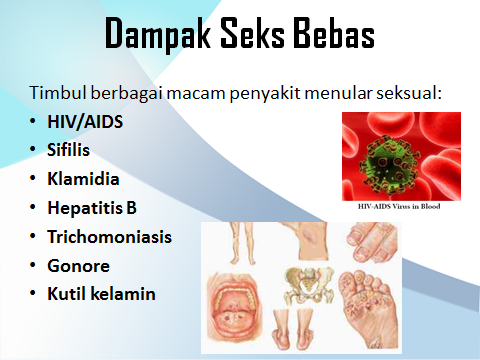 Dampak Seks Bebas
Timbul berbagai macam penyakit menular seksual:
• HIV/AIDS
• Sifilis
• Klamidia
• Hepatitis B
• Trichomoniasis
• Gonore
• Kutil kelamin
HIV-AIDS Virus in Blood